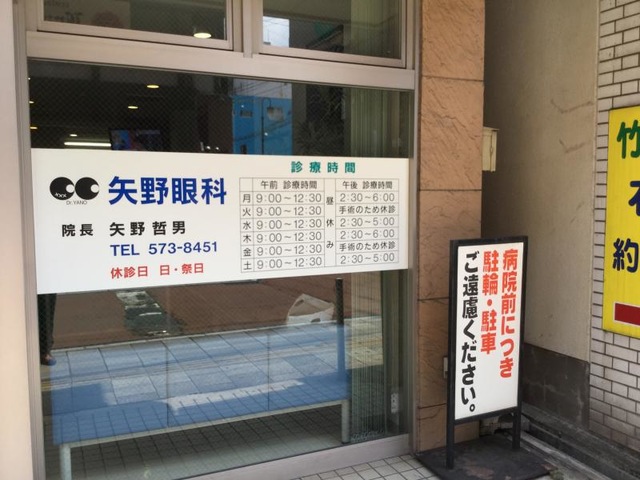 Dr.YANO
矢野眼科
院長 矢野 哲男
TEL 573-8451
休診日 日・祭日
診療時間
午前 診療時間 午後 診療時間
昼休み
月 9:00～12:30 2:30～6:00
火 9:00～12:30 手術のため休診
水 9:00～12:30 2:30～5:00
木 9:00～12:30 2:30～6:00
金 9:00～12:30 手術のため休診
土 9:00～12:30 2:30～5:00
病院前につき
駐輪・駐車
ご遠慮ください。
竹
約